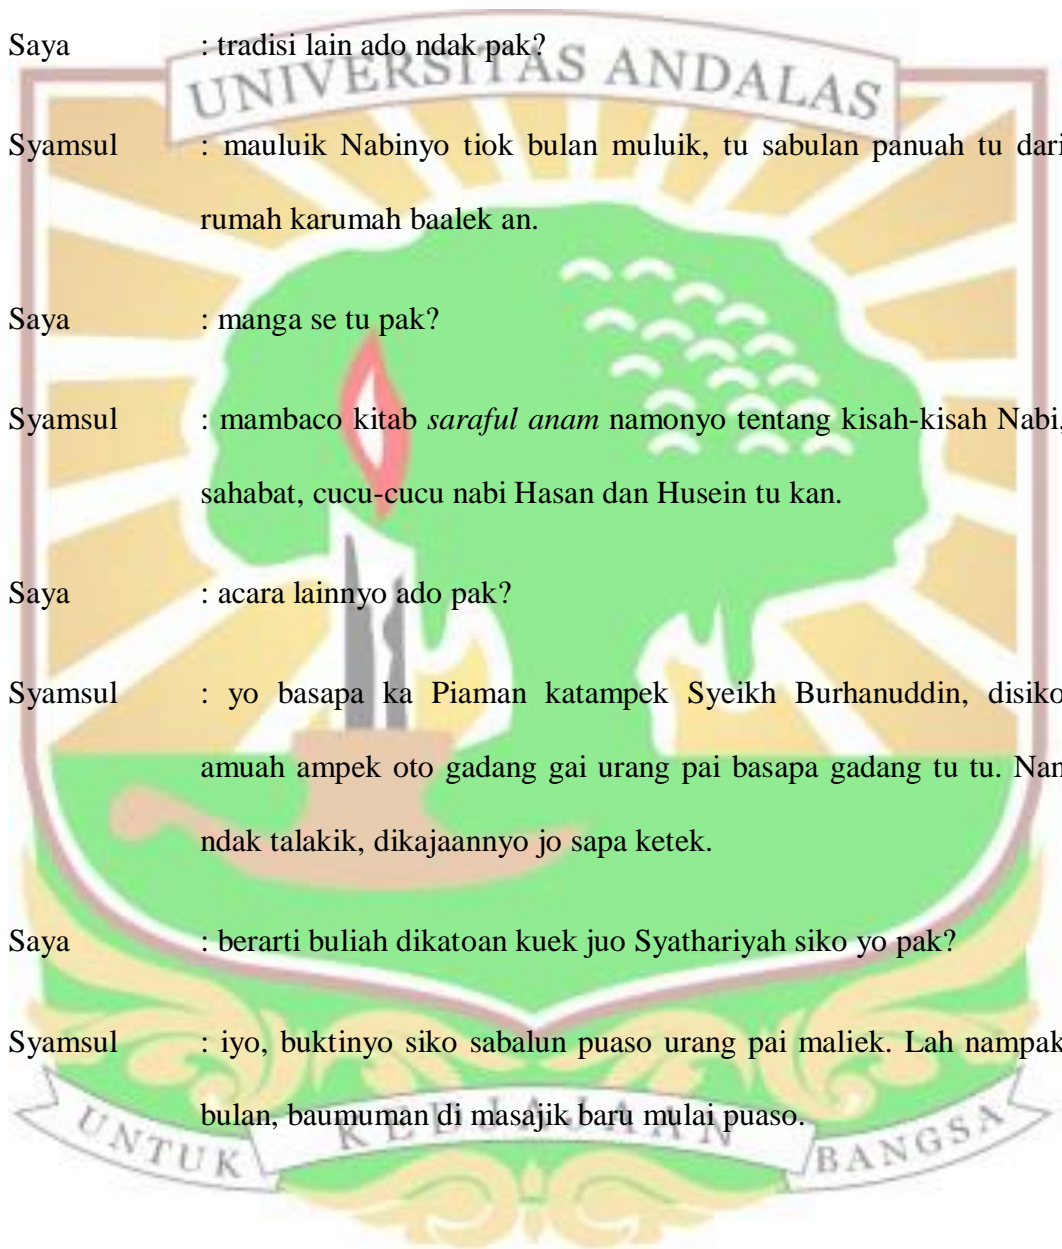 Saya : tradisi lain ado ndak pak?
UNIVERSITAS ANDALAS
Syamsul : mauluik Nabinyo tiok bulan muluik, tu sabulan panuah tu dari
rumah karumah baalek an.
Saya : manga se tu pak?
Syamsul : mambaco kitab saraful anam namonyo tentang kisah-kisah Nabi,
sahabat, cucu-cucu nabi Hasan dan Husein tu kan.
Saya : acara lainnyo ado pak?
Syamsul : yo basapa ka Piaman katampek Syeikh Burhanuddin, disiko
amuah ampek oto gadang gai urang pai basapa gadang tu tu. Nan
ndak talakik, dikajaannyo jo sapa ketek.
Saya : berarti buliah dikatoan kuek juo Syathariyah siko yo pak?
Syamsul : iyo, buktinyo siko sabalun puaso urang pai maliek. Lah nampak
bulan, baumuman di masajik baru mulai puaso.
UNTUK KEDJAJAAN BANGSA